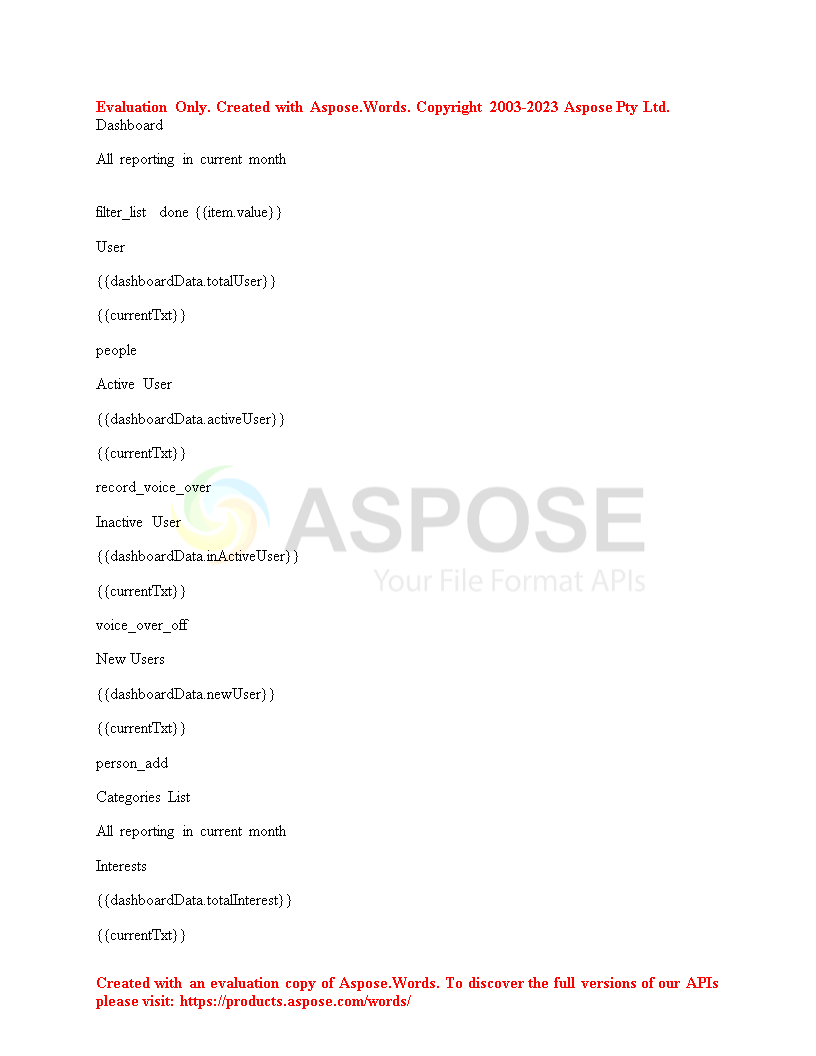 Evaluation Only. Created with Aspose.Words. Copyright 2003-2023 Aspose Pty Ltd.
Dashboard
All reporting in current month
filter_list done {{item.value}}
User
{{dashboardData.totalUser}}
{{currentTxt}}
people
Active User
{{dashboardData.activeUser}}
{{currentTxt}}
record_voice_over
Inactive User
ASPOSE
{{dashboardData.inActiveUser}}
Your File Format APIs
{{currentTxt}}
voice_over_off
New Users
{{dashboardData.newUser}}
{{currentTxt}}
person_add
Categories List
All reporting in current month
Interests
{{dashboardData.totalInterest}}
{{currentTxt}}
Created with an evaluation copy of Aspose.Words. To discover the full versions of our APIs
please visit: https://products.aspose.com/words/